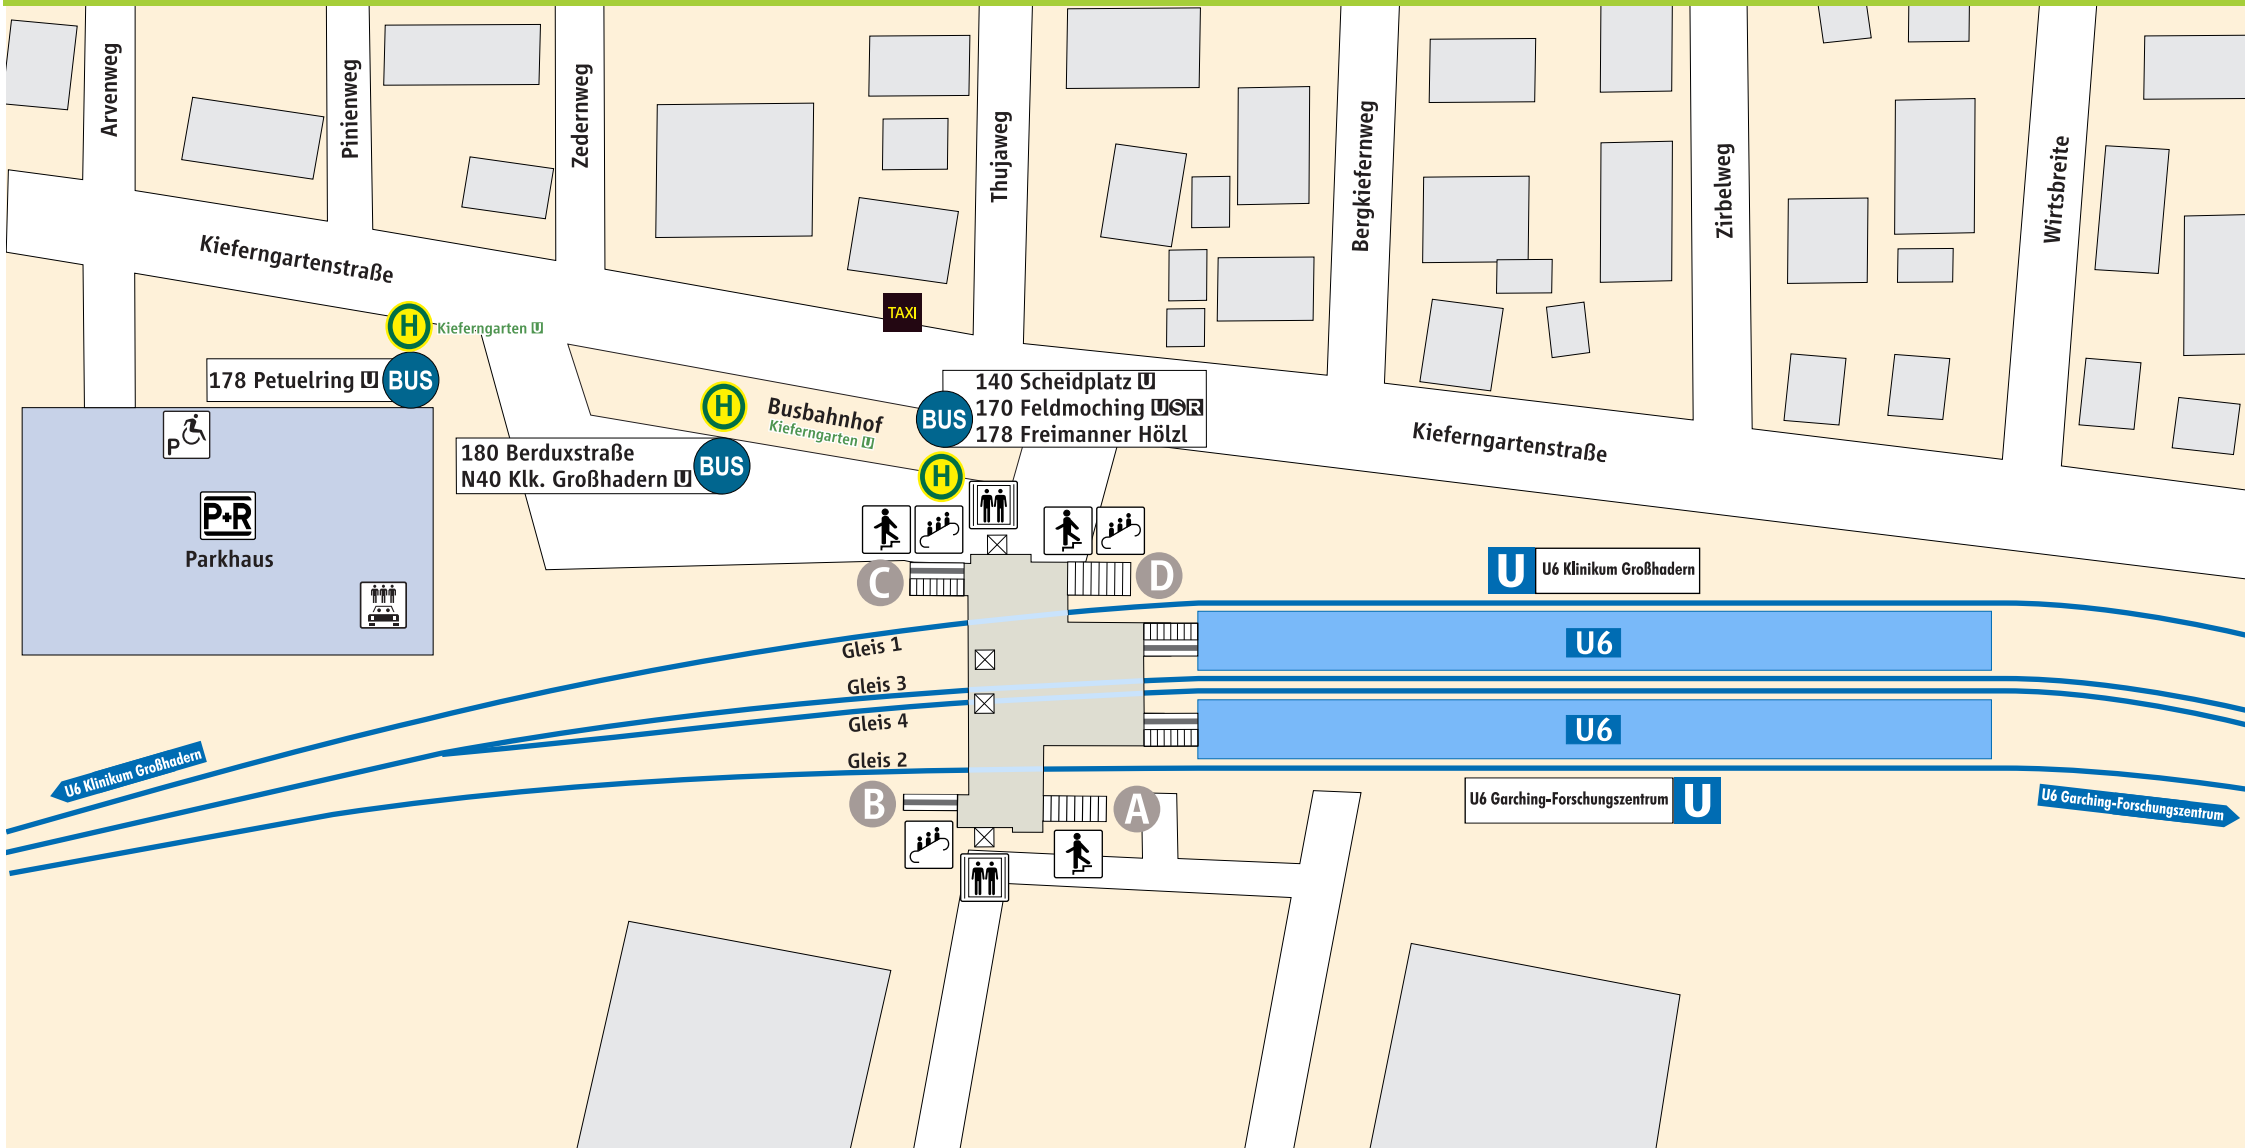 Arvenweg
Pinienweg
Zedernweg
Thujaweg
Bergkiefernweg
Zirbelweg
Wirtsbreite
Kieferngartenstraße
TAXI
H
Kieferngarten U
178 Petuelring U
BUS
H
Busbahnhof
Kieferngarten U
BUS
140 Scheidplatz U
170 Feldmoching U S R
178 Freimanner Hölzl
Kieferngartenstraße
180 Berduxstraße
N40 Klk. Großhadern U
BUS
H
P
P+R
Parkhaus
C
D
U
U6 Klinikum Großhadern
Gleis 1
U6
Gleis 3
Gleis 4
U6
Gleis 2
U6 Klinikum Großhadern
B
A
U6 Garching-Forschungszentrum
U
U6 Garching-Forschungszentrum